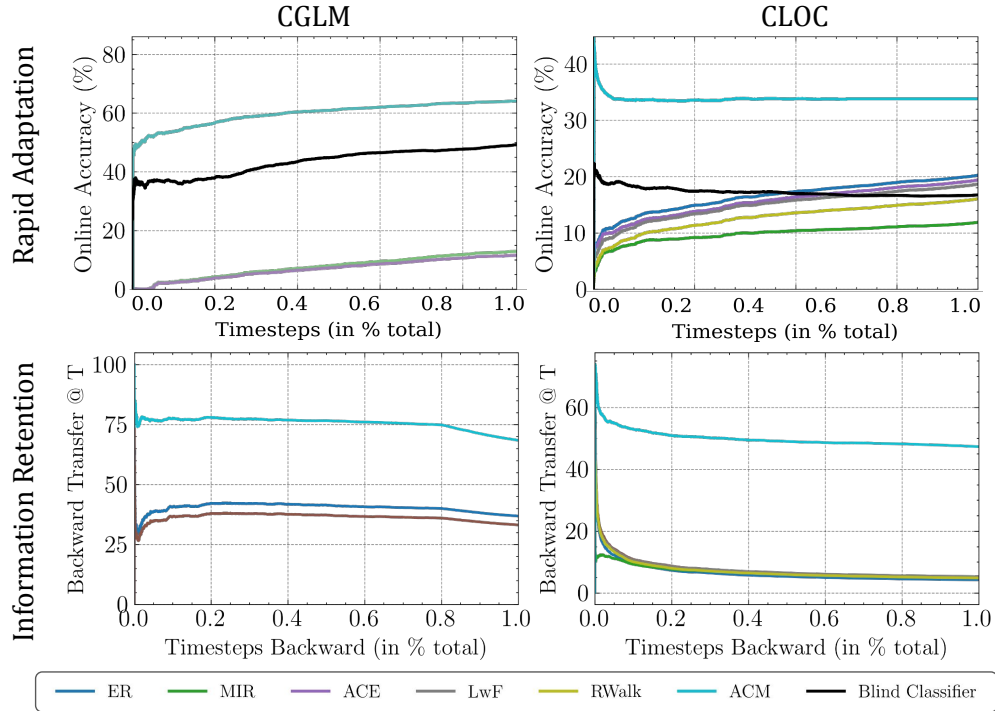 CGLM
CLOC
Rapid Adaptation
Online Accuracy (%)
80
60
40
20
0
0.0 0.2 0.4 0.6 0.8 1.0
Timesteps (in % total)
Online Accuracy (%)
40
30
20
10
0
0.0 0.2 0.4 0.6 0.8 1.0
Timesteps (in % total)
Information Retention
Backward Transfer @ T
100
75
50
25
0
0.0 0.2 0.4 0.6 0.8 1.0
Timesteps Backward (in % total)
Backward Transfer @ T
60
40
20
0
0.0 0.2 0.4 0.6 0.8 1.0
Timesteps Backward (in % total)
ER MIR ACE LwF RWalk ACM Blind Classifier